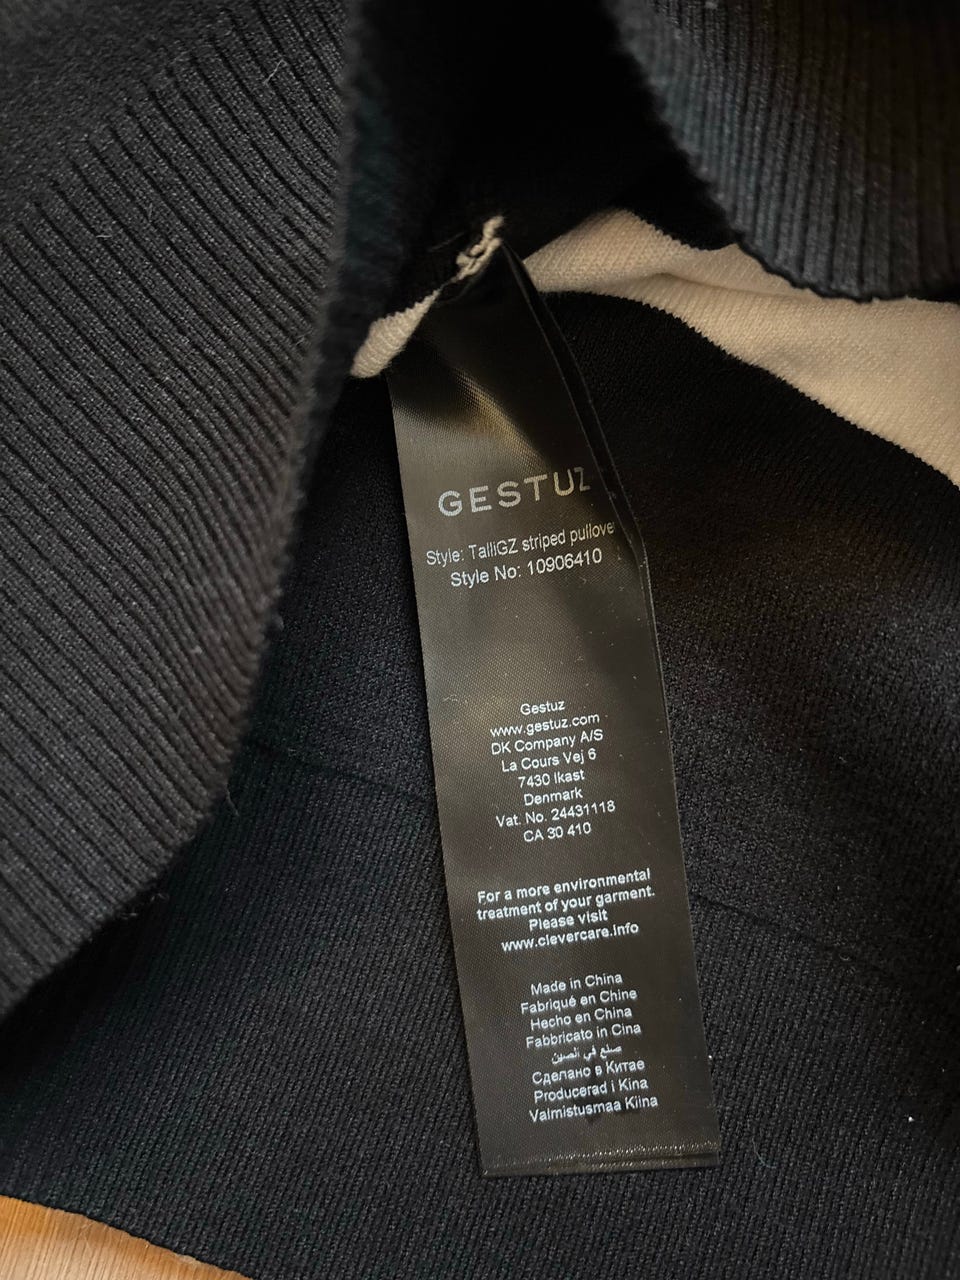 GESTUZ
Style: TalliGZ striped pullove
Style No: 10906410
Gestuz
www.gestuz.com
DK Company A/S
La Cours Vej 6
7430 Ikast
Denmark
Vat. No. 24431118
CA 30 410
For a more environmental
treatment of your garment.
Please visit
www.clevercare.info
Made in China
Fabriqué en Chine
Hecho en China
Fabbricato in Cina
صنع في الصين
Сделано в Китае
Producerad i Kina
Valmistusmaa Kiina